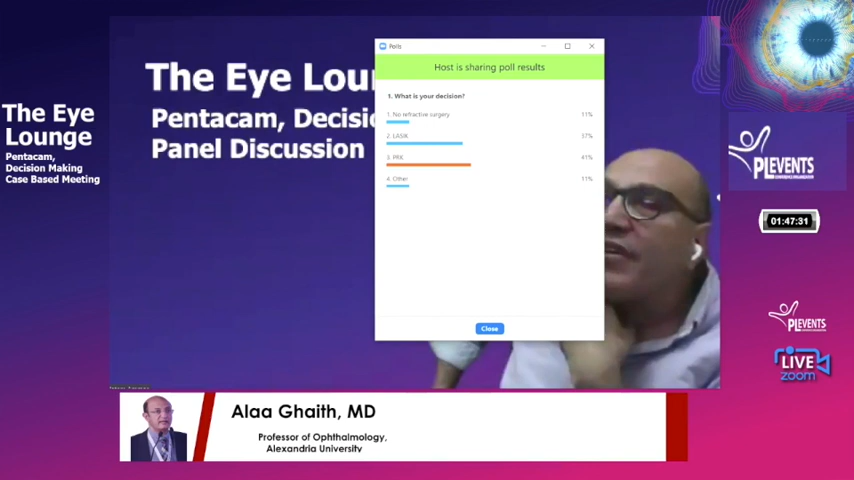 The Eye
Lounge
Pentacam,
Decision Making
Case Based Meeting
The Eye Lou
Pentacam, Decisio
Panel Discussion
Polls
Host is sharing poll results
1. What is your decision?
1. No refractive surgery 11%
2. LASIK 37%
3. PRK 41%
4. Other 11%
Close
PLEVENTS
01:47:31
PLEVENTS
LIVE
zoom
Alaa Ghaith, MD
Professor of Ophthalmology,
Alexandria University